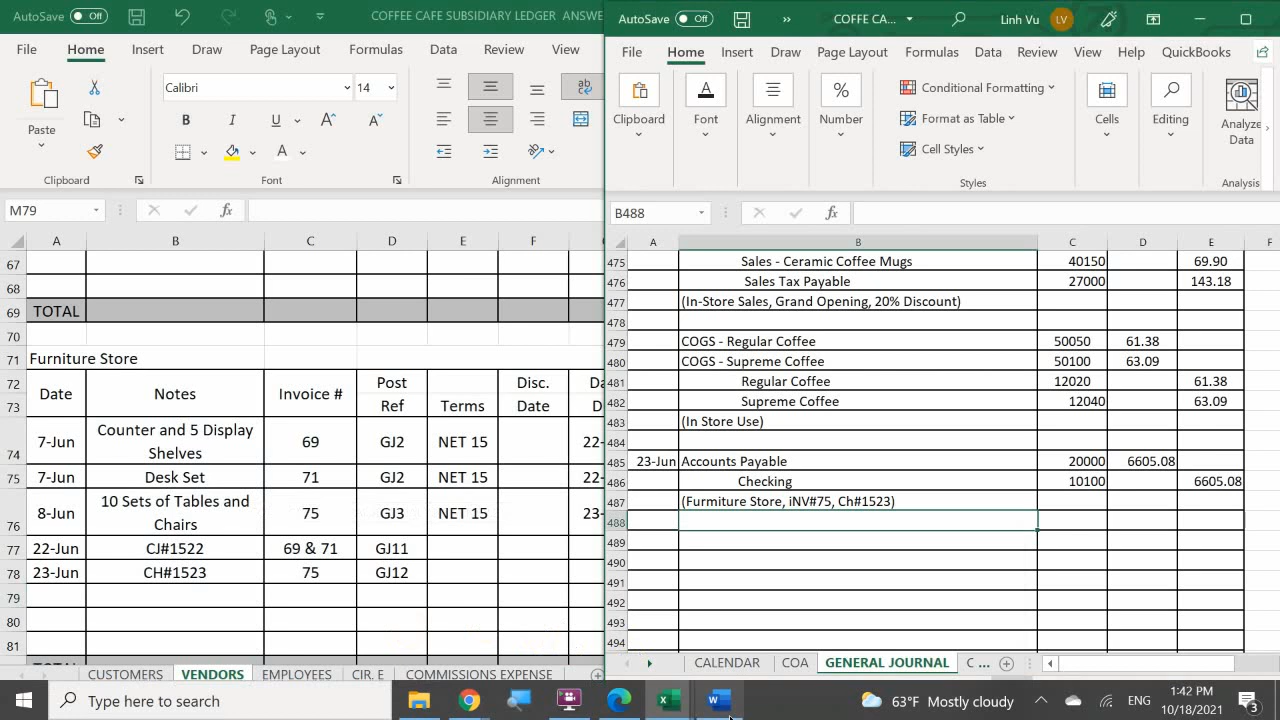 AutoSave Off COFFEE CAFE SUBSIDIARY LEDGER ANSWE
File Home Insert Draw Page Layout Formulas Data Review View
Calibri 14
Paste
B I U A A
ab
A
Clipboard Font Alignment
M79 fx
A B C D E F
67
68
69 TOTAL
70
71 Furniture Store
72 Date Notes Invoice # Post Disc. Da
73 Ref Terms Date D
74 7-Jun Counter and 5 Display Shelves 69 GJ2 NET 15 22-
75 7-Jun Desk Set 71 GJ2 NET 15 22-
76 8-Jun 10 Sets of Tables and Chairs 75 GJ3 NET 15 23-
77 22-Jun CJ#1522 69 & 71 GJ11
78 23-Jun CH#1523 75 GJ12
79
80
81
CUSTOMERS VENDORS EMPLOYEES CIR. E COMMISSIONS EXPENSE
AutoSave Off COFFE CA... Linh Vu LV
File Home Insert Draw Page Layout Formulas Data Review View Help QuickBooks
Clipboard Font Alignment Number
Conditional Formatting
Format as Table
Cell Styles
Styles
Cells Editing Analyze Data
Analysis
B488 fx
A B C D E F
475 Sales - Ceramic Coffee Mugs 40150 69.90
476 Sales Tax Payable 27000 143.18
477 (In-Store Sales, Grand Opening, 20% Discount)
478
479 COGS - Regular Coffee 50050 61.38
480 COGS - Supreme Coffee 50100 63.09
481 Regular Coffee 12020 61.38
482 Supreme Coffee 12040 63.09
483 (In Store Use)
484
485 23-Jun Accounts Payable 20000 6605.08
486 Checking 10100 6605.08
487 (Furmiture Store, iNV#75, Ch#1523)
488
489
490
491
492
493
494
CALENDAR COA GENERAL JOURNAL C ...
Type here to search
63°F Mostly cloudy ENG 1:42 PM
10/18/2021 3